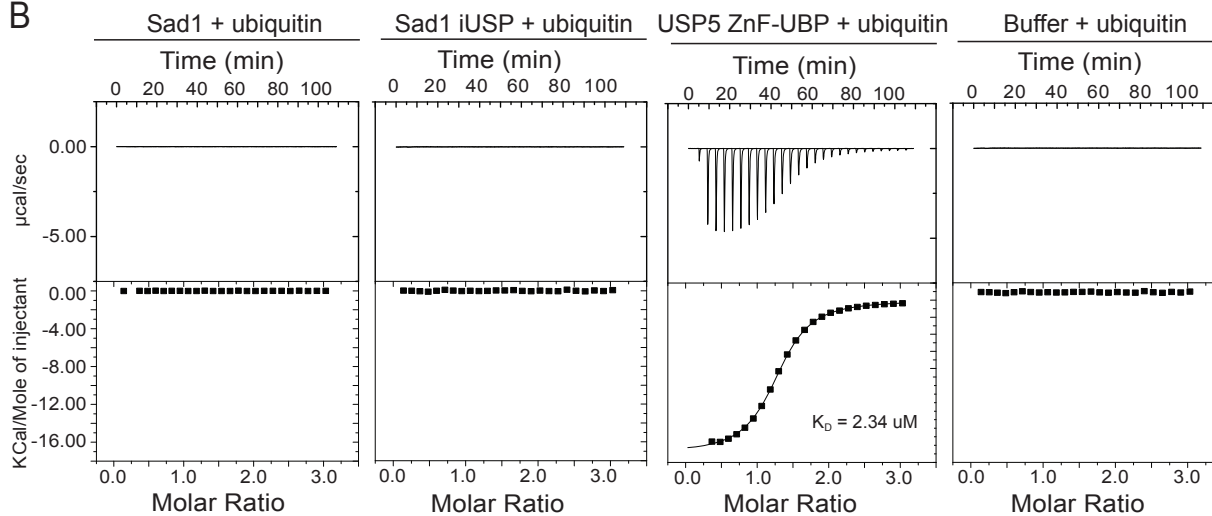 B
Sad1 + ubiquitin Sad1 iUSP + ubiquitin USP5 ZnF-UBP + ubiquitin Buffer + ubiquitin
Time (min) Time (min) Time (min) Time (min)
0 20 40 60 80 100 0 20 40 60 80 100 0 20 40 60 80 100 0 20 40 60 80 100
µcal/sec
0.00
-5.00
KCal/Mole of injectant
0.00
-4.00
-8.00
-12.00
-16.00
K_D = 2.34 uM
0.0 1.0 2.0 3.0 0.0 1.0 2.0 3.0 0.0 1.0 2.0 3.0 0.0 1.0 2.0 3.0
Molar Ratio Molar Ratio Molar Ratio Molar Ratio